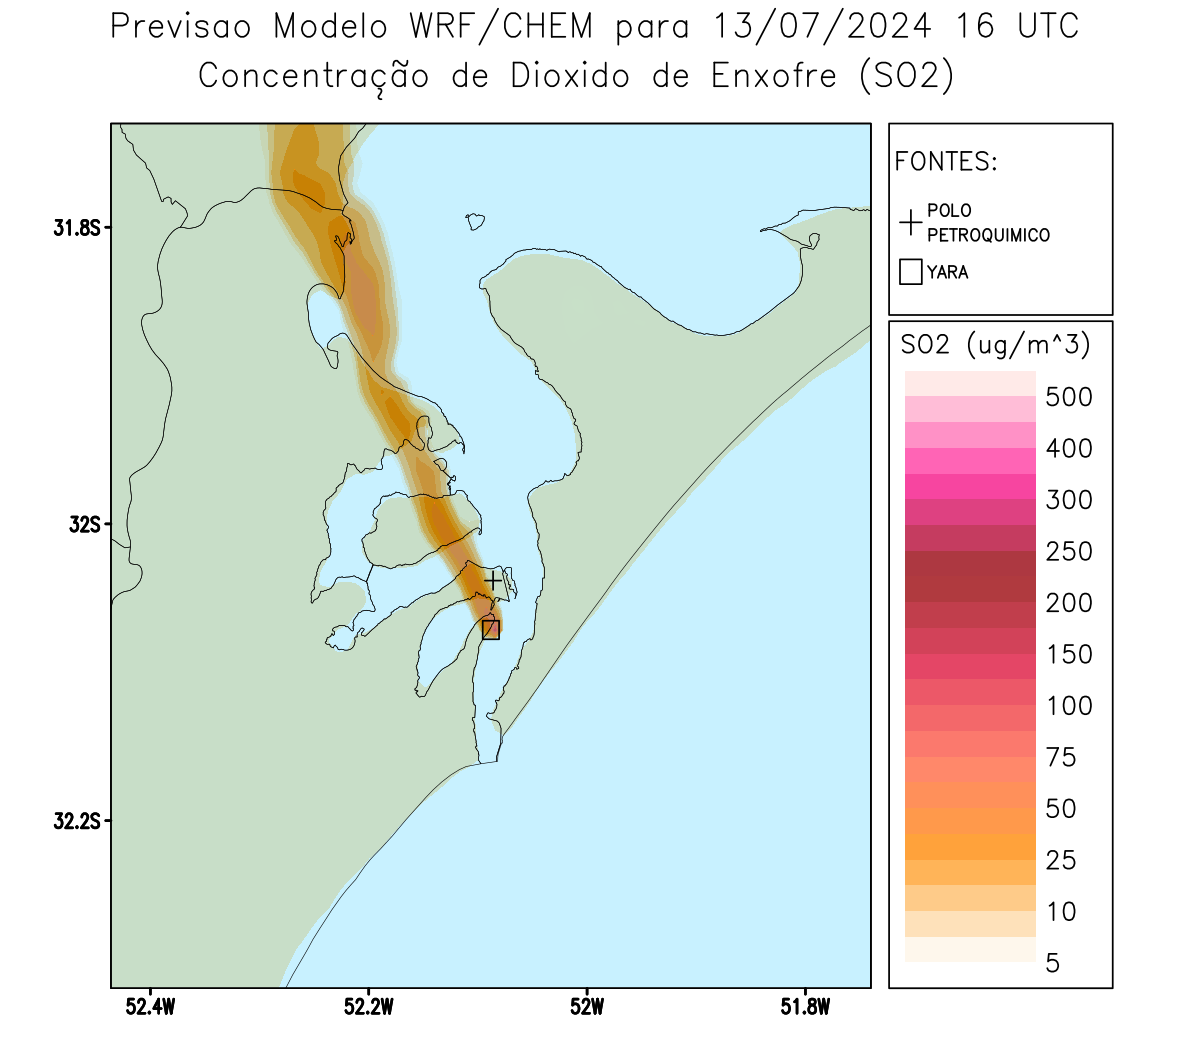 Previsao Modelo WRF/CHEM para 13/07/2024 16 UTC
Concentração de Dioxido de Enxofre (SO2)
FONTES:
POLO
PETROQUIMICO
YARA
SO2 (ug/m^3)
500
400
300
250
200
150
100
75
50
25
10
5
31.8S
32S
32.2S
52.4W
52.2W
52W
51.8W